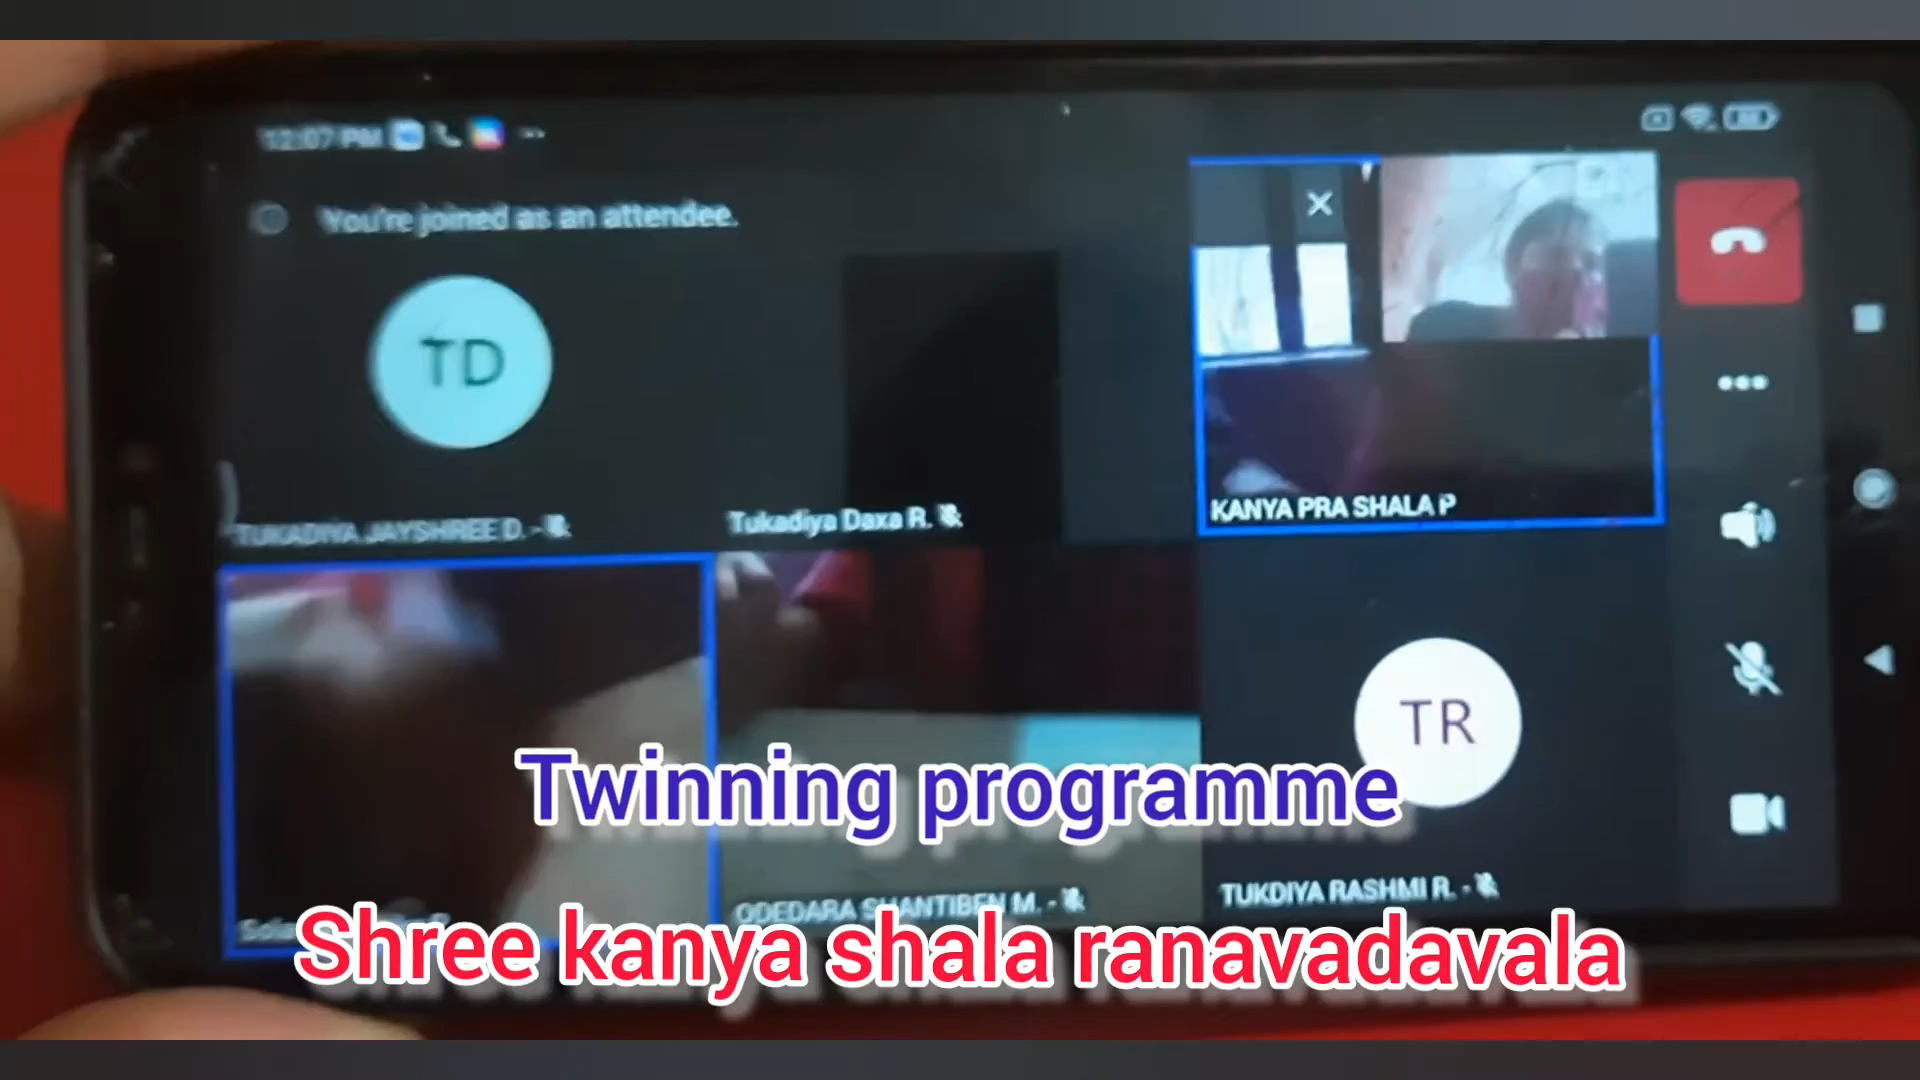 12:07 PM
You're joined as an attendee.
TD
TUKADIYA JAYSHREE D. -
Tukadiya Daxa R.
KANYA PRA SHALA P
TR
Twinning programme
ODEDARA SHANTIBEN M. -
TUKDIYA RASHMI R. -
Shree kanya shala ranavadavala